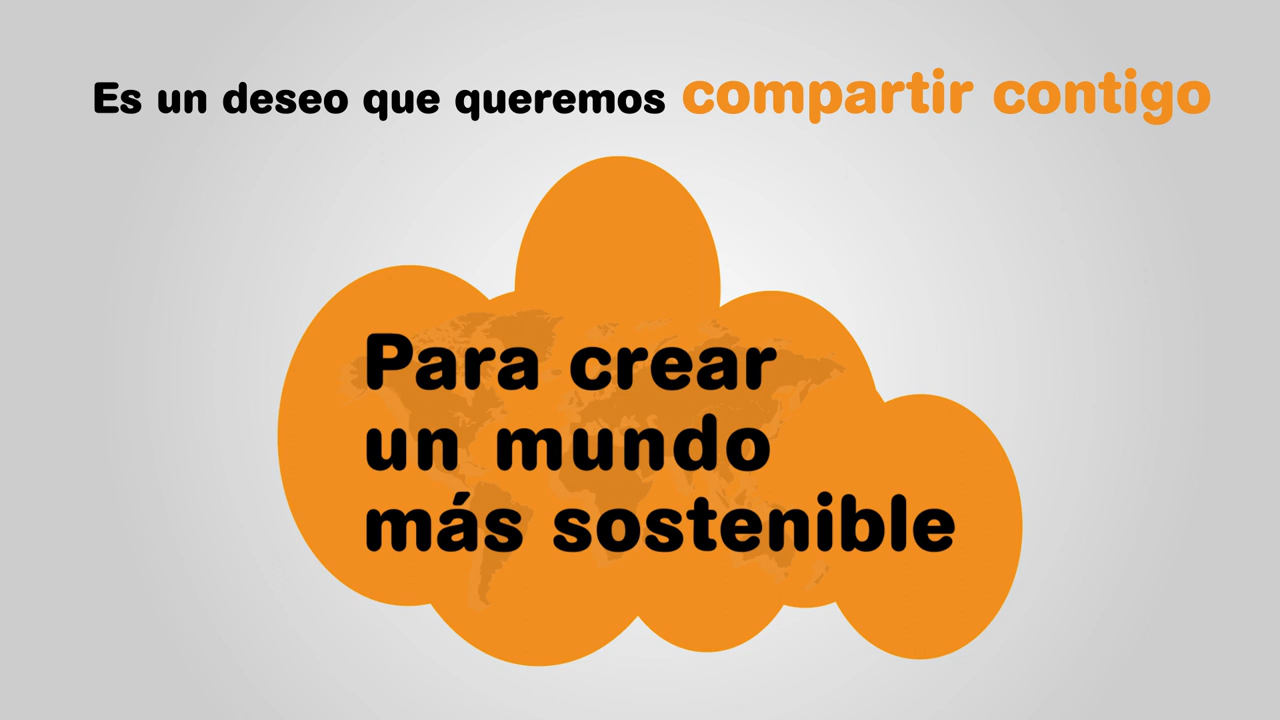 Es un deseo que queremos compartir contigo
Para crear
un mundo
más sostenible